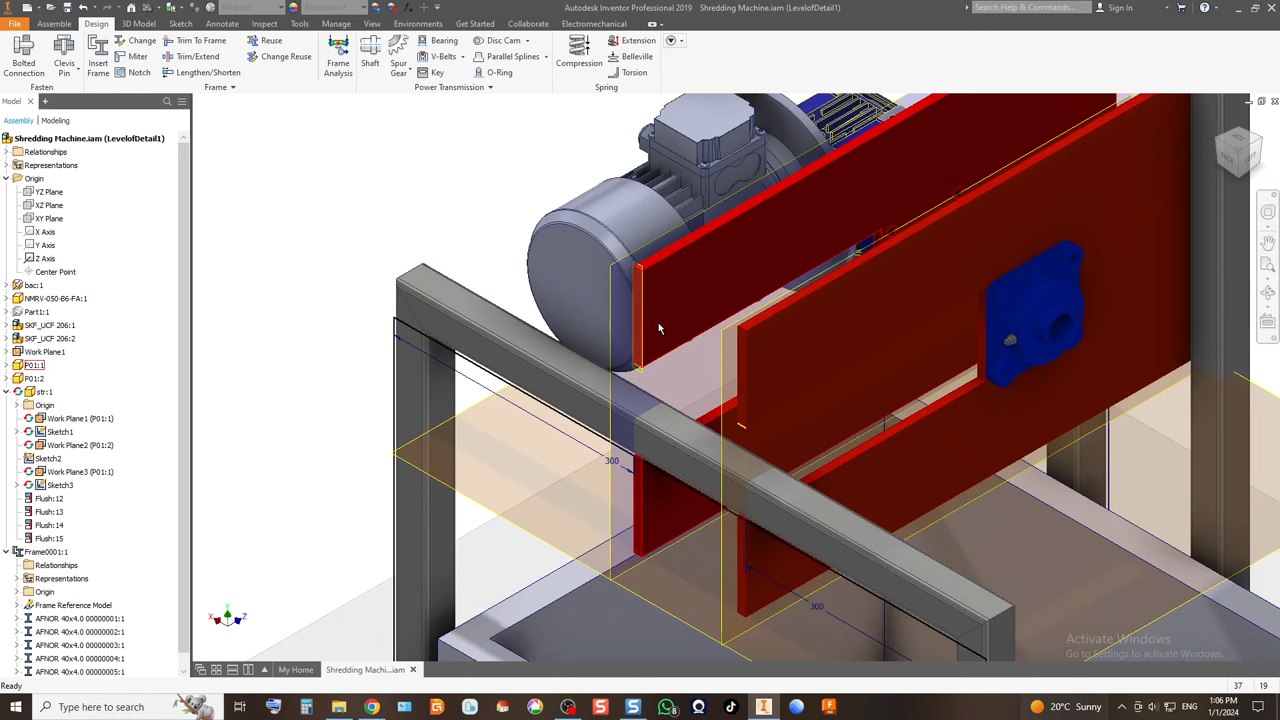 Material
Appearance
Autodesk Inventor Professional 2019   Shredding Machine.iam (LevelofDetail1)
Search Help & Commands...
Sign In
File
Assemble
Design
3D Model
Sketch
Annotate
Inspect
Tools
Manage
View
Environments
Get Started
Collaborate
Electromechanical
Bolted Connection
Clevis Pin
Insert Frame
Change
Miter
Notch
Trim To Frame
Trim/Extend
Lengthen/Shorten
Reuse
Change Reuse
Frame Analysis
Shaft
Spur Gear
Bearing
V-Belts
Key
Disc Cam
Parallel Splines
O-Ring
Compression
Extension
Belleville
Torsion
Fasten
Frame
Power Transmission
Spring
Model
Assembly
Modeling
Shredding Machine.iam (LevelofDetail1)
Relationships
Representations
Origin
YZ Plane
XZ Plane
XY Plane
X Axis
Y Axis
Z Axis
Center Point
bac:1
NMRV-050-B6-FA:1
Part1:1
SKF_UCF 206:1
SKF_UCF 206:2
Work Plane1
P01:1
P01:2
str:1
Origin
Work Plane1 (P01:1)
Sketch1
Work Plane2 (P01:2)
Sketch2
Work Plane3 (P01:1)
Sketch3
Flush:12
Flush:13
Flush:14
Flush:15
Frame0001:1
Relationships
Representations
Origin
Frame Reference Model
AFNOR 40x4.0 00000001:1
AFNOR 40x4.0 00000002:1
AFNOR 40x4.0 00000003:1
AFNOR 40x4.0 00000004:1
AFNOR 40x4.0 00000005:1
BACK
LEFT
300
300
X
Y
Z
Activate Windows
Go to Settings to activate Windows.
My Home
Shredding Machi...iam
Ready
37
19
Type here to search
8
20°C Sunny
ENG
1:06 PM
1/1/2024